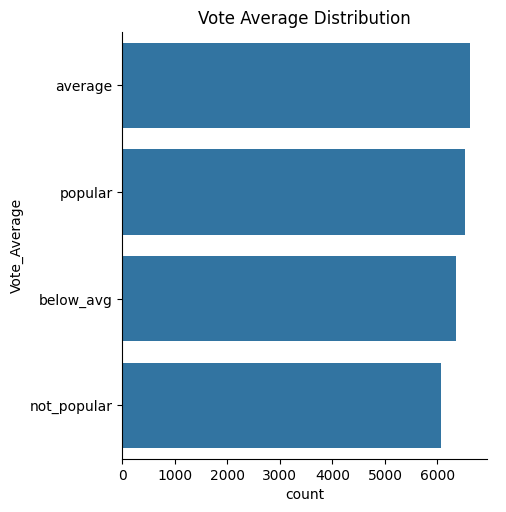 Vote Average Distribution
Vote_Average
average
popular
below_avg
not_popular
0 1000 2000 3000 4000 5000 6000
count